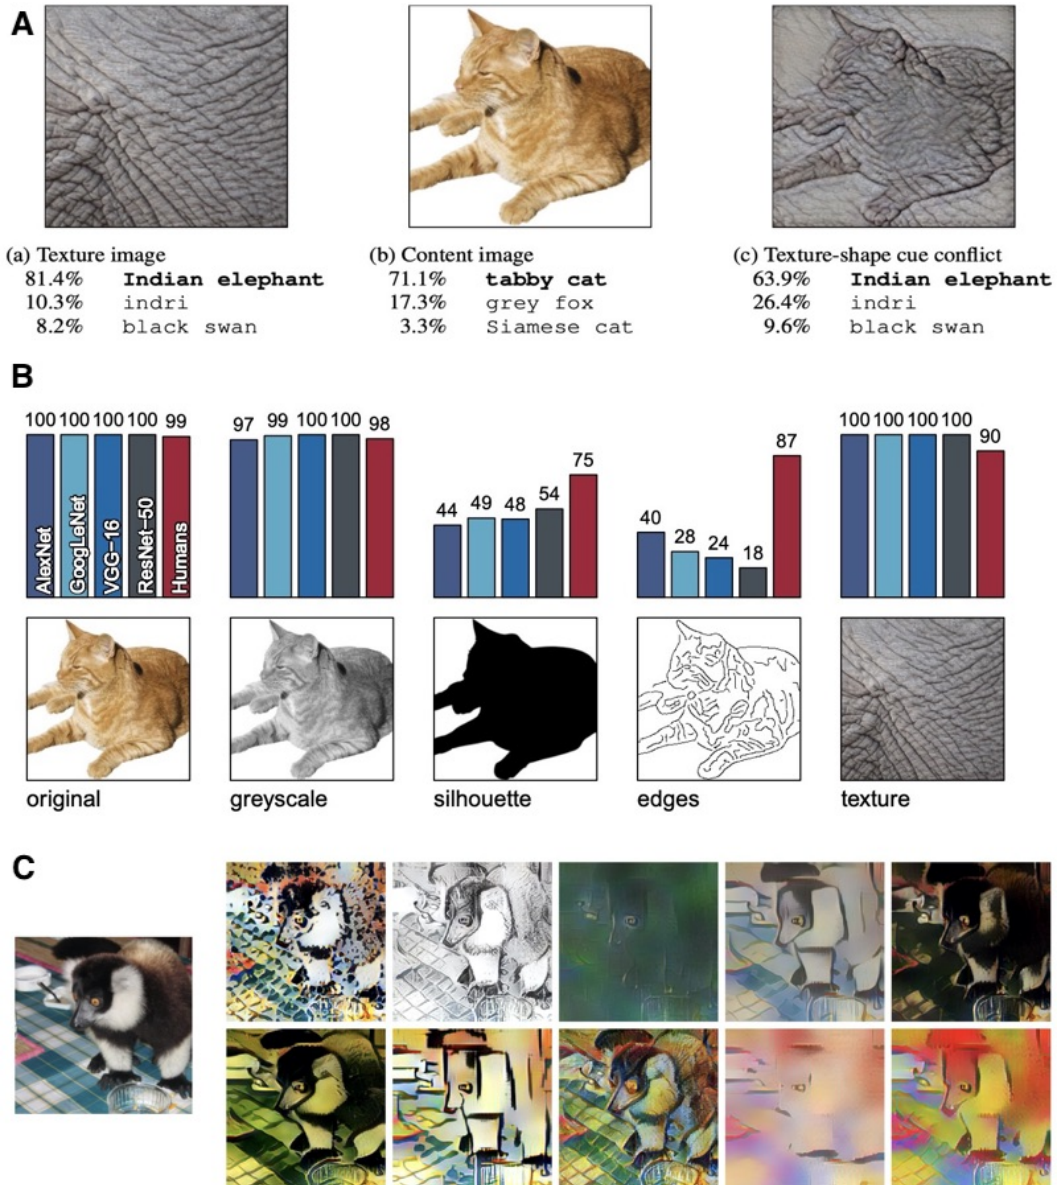 A
(a) Texture image
81.4% Indian elephant
10.3% indri
8.2% black swan
(b) Content image
71.1% tabby cat
17.3% grey fox
3.3% Siamese cat
(c) Texture-shape cue conflict
63.9% Indian elephant
26.4% indri
9.6% black swan
B
100 100 100 100 99
AlexNet
GoogLeNet
VGG-16
ResNet-50
Humans
original
97 99 100 100 98
greyscale
44 49 48 54 75
silhouette
40 28 24 18 87
edges
100 100 100 100 90
texture
C